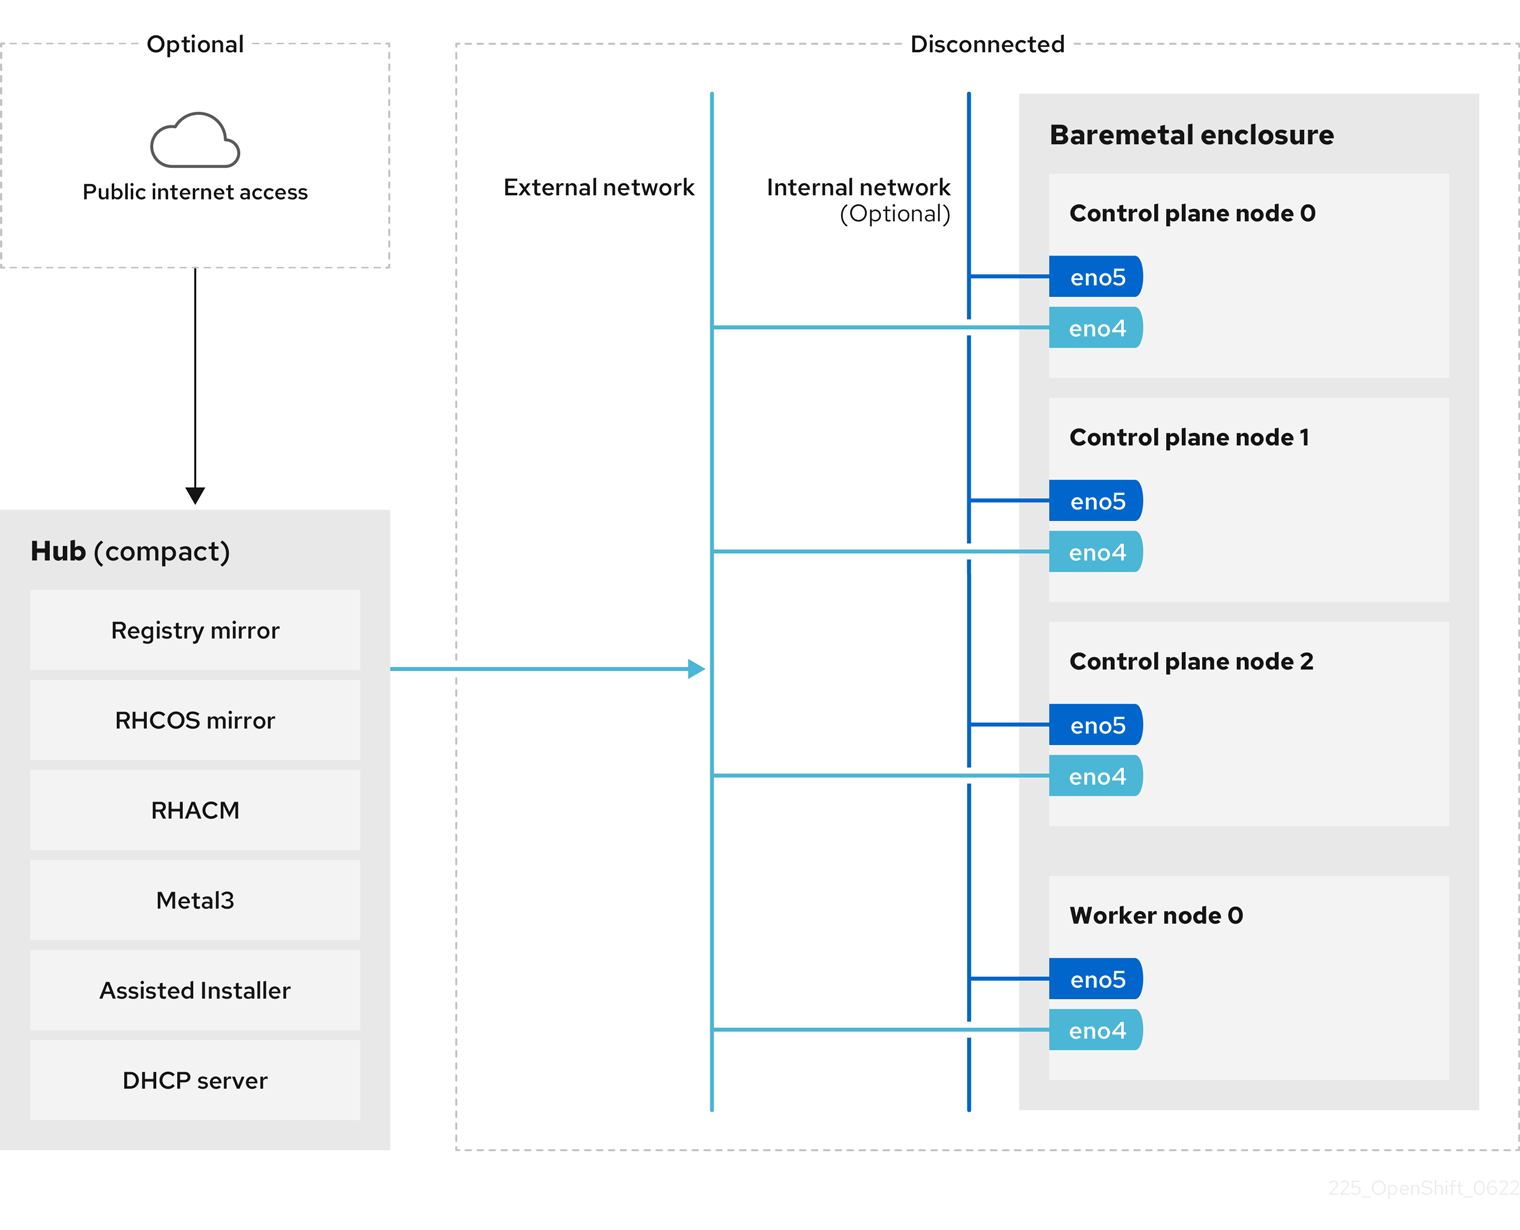 Optional
Public internet access
Hub (compact)
Registry mirror
RHCOS mirror
RHACM
Metal3
Assisted Installer
DHCP server
Disconnected
External network
Internal network
(Optional)
Baremetal enclosure
Control plane node 0
eno5
eno4
Control plane node 1
eno5
eno4
Control plane node 2
eno5
eno4
Worker node 0
eno5
eno4
225_OpenShift_0622